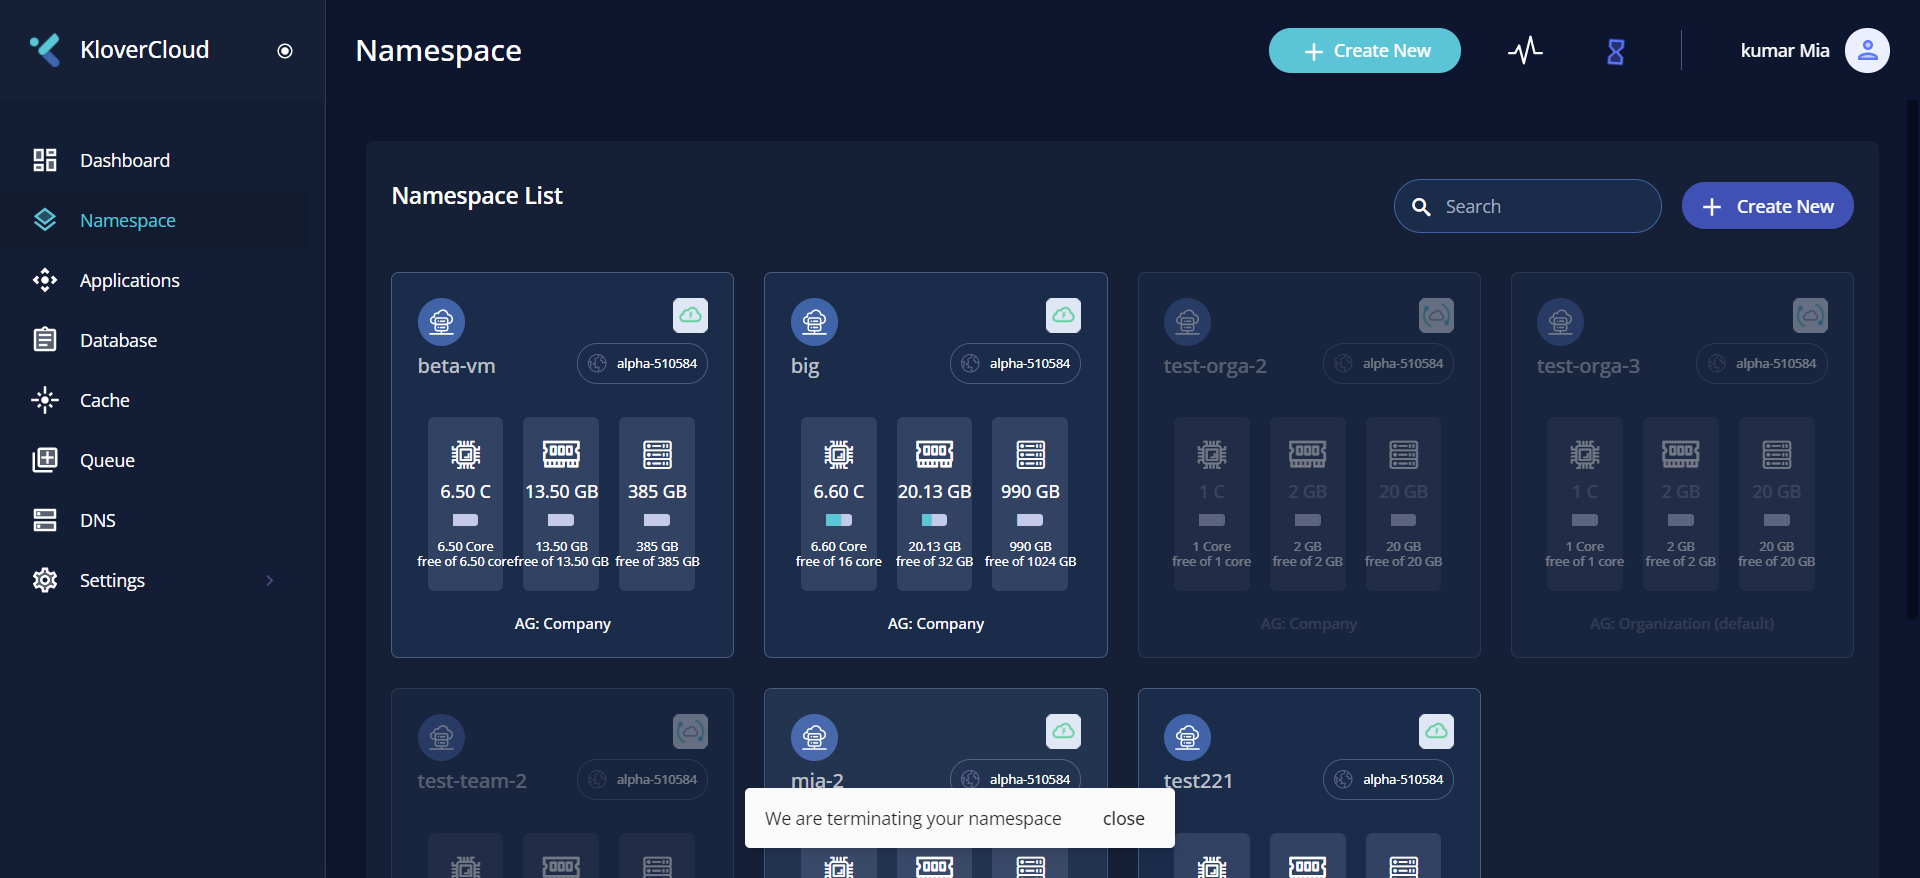 KloverCloud
Namespace
Create New
kumar Mia
Dashboard
Namespace
Applications
Database
Cache
Queue
DNS
Settings
Namespace List
Search
Create New
beta-vm
alpha-510584
6.50 C
13.50 GB
385 GB
6.50 Core
free of 6.50 core
13.50 GB
free of 13.50 GB
385 GB
free of 385 GB
AG: Company
big
alpha-510584
6.60 C
20.13 GB
990 GB
6.60 Core
free of 16 core
20.13 GB
free of 32 GB
990 GB
free of 1024 GB
AG: Company
test-orga-2
alpha-510584
1 C
2 GB
20 GB
1 Core
free of 1 core
2 GB
free of 2 GB
20 GB
free of 20 GB
AG: Company
test-orga-3
alpha-510584
1 C
2 GB
20 GB
1 Core
free of 1 core
2 GB
free of 2 GB
20 GB
free of 20 GB
AG: Organization (default)
test-team-2
alpha-510584
mia-2
alpha-510584
test221
alpha-510584
We are terminating your namespace
close